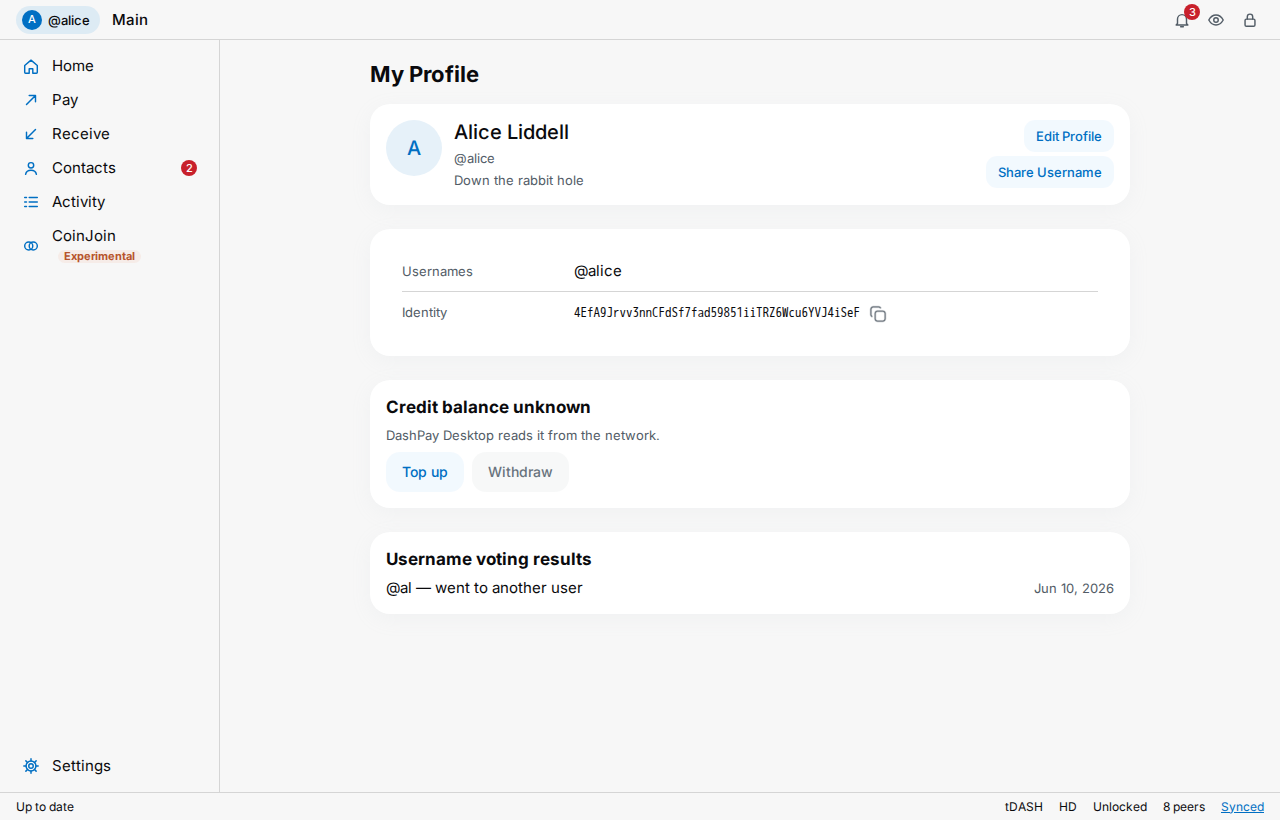 A @alice Main 3
Home
Pay
Receive
Contacts 2
Activity
CoinJoin
Experimental
Settings
My Profile
A
Alice Liddell
@alice
Down the rabbit hole
Edit Profile
Share Username
Usernames @alice
Identity 4EfA9Jrvv3nnCFdSf7fad59851iiTRZ6Wcu6YVJ4iSeF
Credit balance unknown
DashPay Desktop reads it from the network.
Top up Withdraw
Username voting results
@al — went to another user Jun 10, 2026
Up to date tDASH HD Unlocked 8 peers Synced